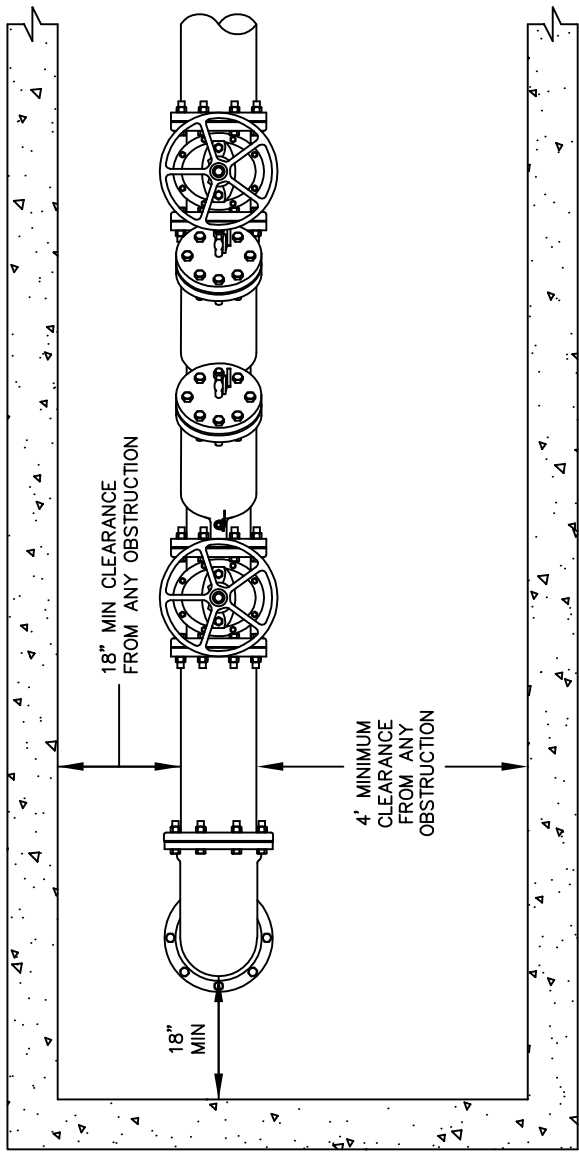 18" MIN CLEARANCE
FROM ANY OBSTRUCTION
4' MINIMUM
CLEARANCE
FROM ANY
OBSTRUCTION
18"
MIN